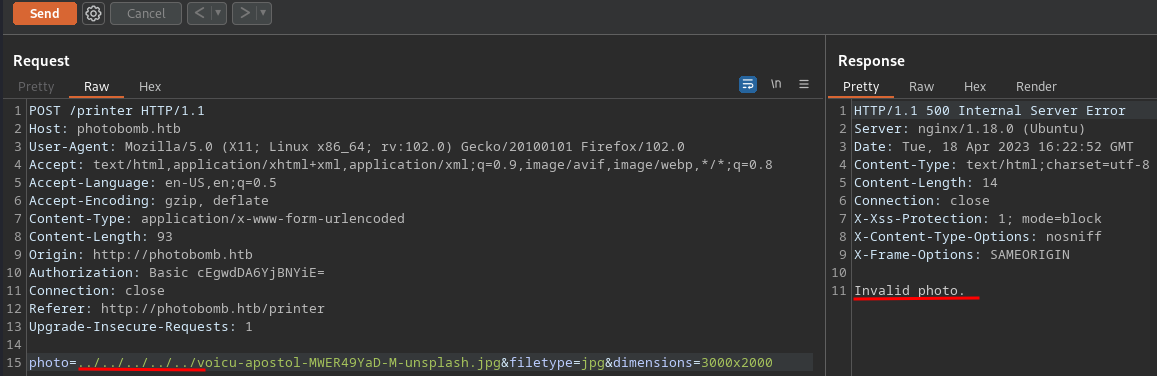 Send Cancel < >
Request
Pretty Raw Hex \n
1 POST /printer HTTP/1.1
2 Host: photobomb.htb
3 User-Agent: Mozilla/5.0 (X11; Linux x86_64; rv:102.0) Gecko/20100101 Firefox/102.0
4 Accept: text/html,application/xhtml+xml,application/xml;q=0.9,image/avif,image/webp,*/*;q=0.8
5 Accept-Language: en-US,en;q=0.5
6 Accept-Encoding: gzip, deflate
7 Content-Type: application/x-www-form-urlencoded
8 Content-Length: 93
9 Origin: http://photobomb.htb
10 Authorization: Basic cEgwdDA6YjBNYiE=
11 Connection: close
12 Referer: http://photobomb.htb/printer
13 Upgrade-Insecure-Requests: 1
14
15 photo=../../../../../voicu-apostol-MWER49YaD-M-unsplash.jpg&filetype=jpg&dimensions=3000x2000
Response
Pretty Raw Hex Render
1 HTTP/1.1 500 Internal Server Error
2 Server: nginx/1.18.0 (Ubuntu)
3 Date: Tue, 18 Apr 2023 16:22:52 GMT
4 Content-Type: text/html;charset=utf-8
5 Content-Length: 14
6 Connection: close
7 X-Xss-Protection: 1; mode=block
8 X-Content-Type-Options: nosniff
9 X-Frame-Options: SAMEORIGIN
10
11 Invalid photo.